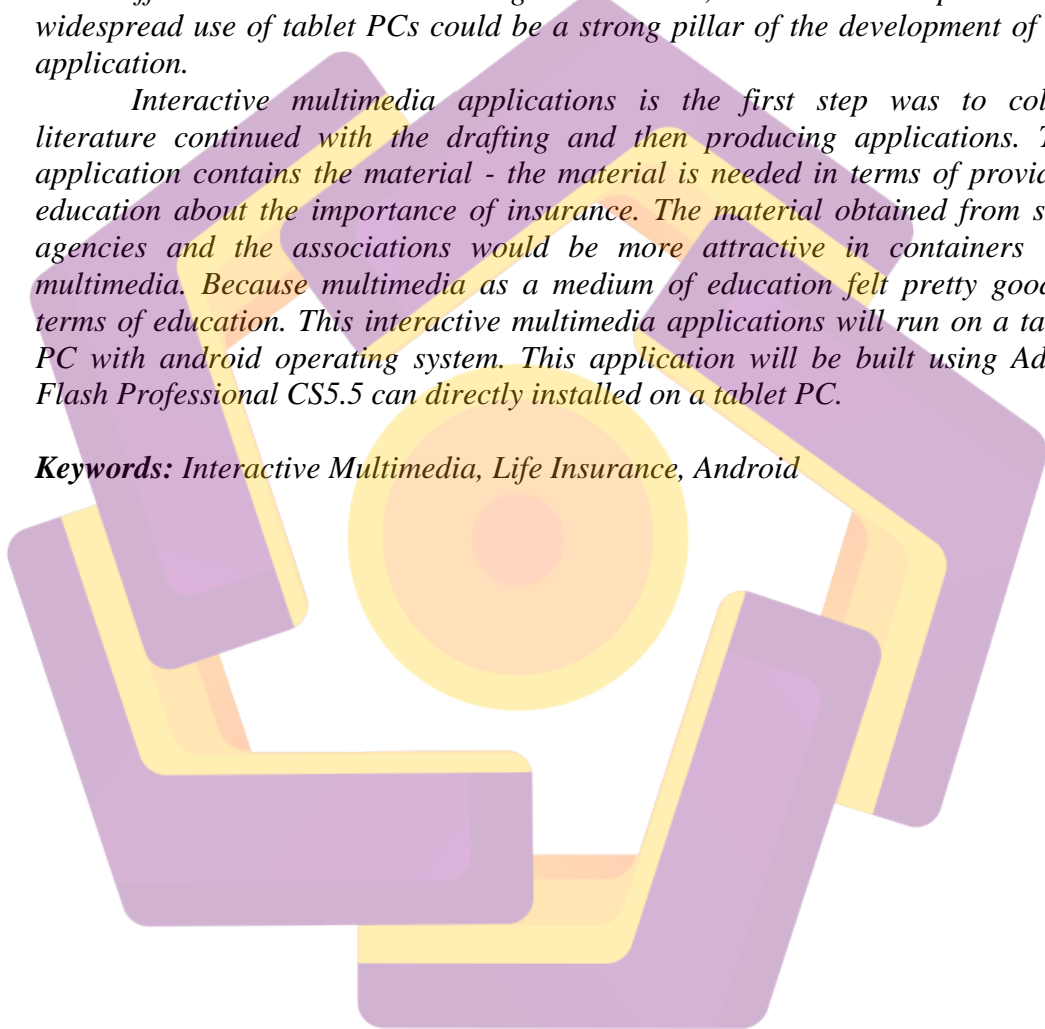 widespread use of tablet PCs could be a strong pillar of the development of
application.
Interactive multimedia applications is the first step was to col
literature continued with the drafting and then producing applications. T
application contains the material - the material is needed in terms of provid
education about the importance of insurance. The material obtained from s
agencies and the associations would be more attractive in containers
multimedia. Because multimedia as a medium of education felt pretty good
terms of education. This interactive multimedia applications will run on a ta
PC with android operating system. This application will be built using Ad
Flash Professional CS5.5 can directly installed on a tablet PC.
Keywords: Interactive Multimedia, Life Insurance, Android